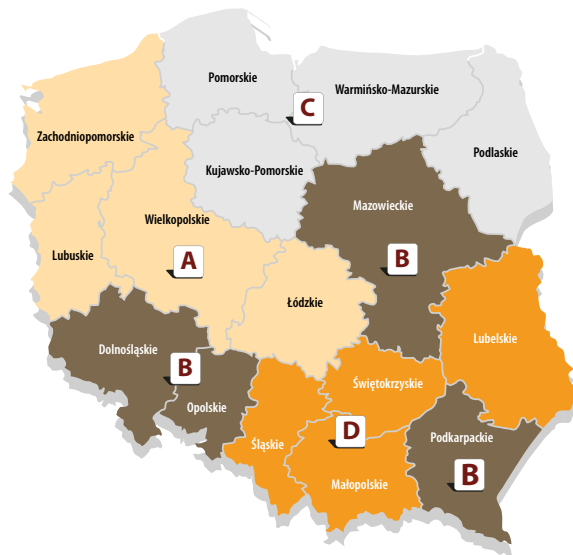 Pomorskie
Warmińsko-Mazurskie
C
Zachodniopomorskie
Podlaskie
Kujawsko-Pomorskie
Mazowieckie
Wielkopolskie
Lubuskie
A
B
Łódzkie
Lubelskie
Dolnośląskie
B
Świętokrzyskie
Opolskie
D
Śląskie
Podkarpackie
B
Małopolskie